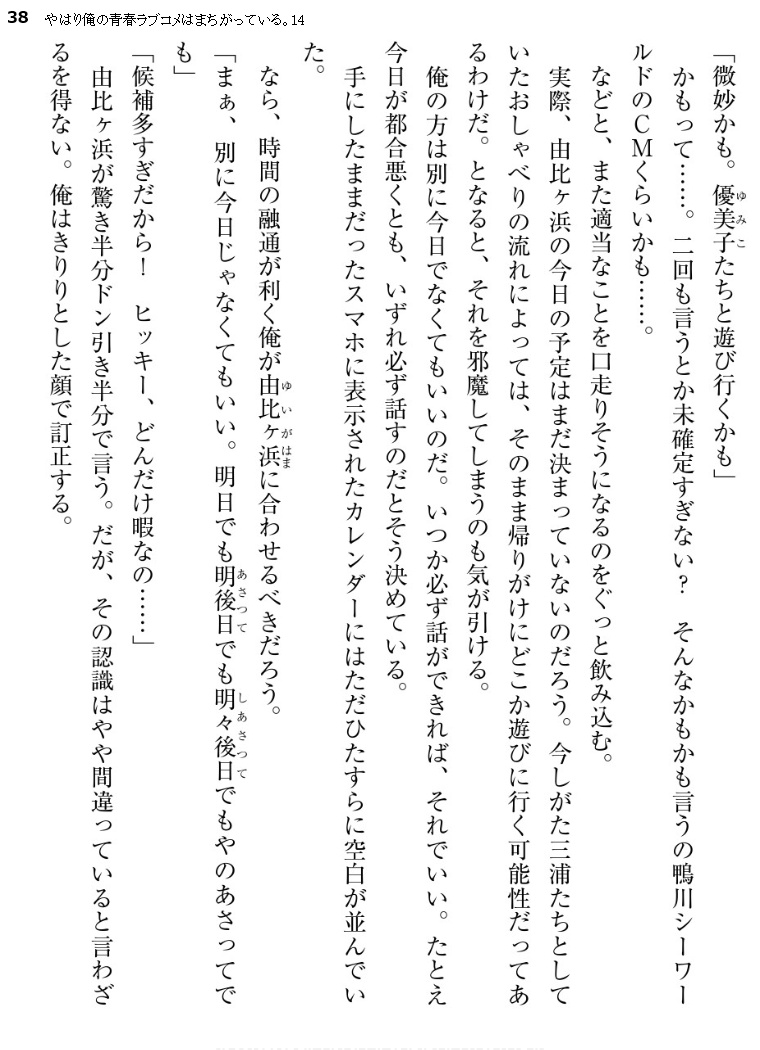 38 やはり俺の青春ラブコメはまちがっている。14
「微妙かも。優美子たちと遊び行くかも」
　かもって……。二回も言うとか未確定すぎない？　そんなかもかも言うの鴨川シーワー
ルドのCMくらいかも……。
　などと、また適当なことを口走りそうになるのをぐっと飲み込む。
　実際、由比ヶ浜の今日の予定はまだ決まっていないのだろう。今しがた三浦たちとして
いたおしゃべりの流れによっては、そのまま帰りがけにどこか遊びに行く可能性だってあ
るわけだ。となると、それを邪魔してしまうのも気が引ける。
　俺の方は別に今日でなくてもいいのだ。いつか必ず話ができれば、それでいい。たとえ
今日が都合悪くとも、いずれ必ず話すのだとそう決めている。
　手にしたままだったスマホに表示されたカレンダーにはただひたすらに空白が並んでい
た。
　なら、時間の融通が利く俺が由比ヶ浜に合わせるべきだろう。
「まぁ、別に今日じゃなくてもいい。明日でも明後日でも明々後日でもやのあさってで
も」
「候補多すぎだから！　ヒッキー、どんだけ暇なの……」
　由比ヶ浜が驚き半分ドン引き半分で言う。だが、その認識はやや間違っていると言わざ
るを得ない。俺はきりりとした顔で訂正する。